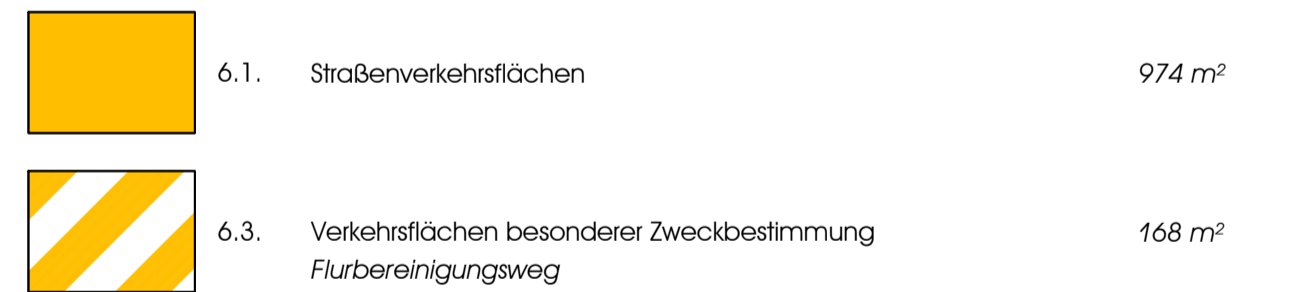 6.1. Straßenverkehrsflächen 974 m²
6.3. Verkehrsflächen besonderer Zweckbestimmung 168 m²
Flurbereinigungsweg